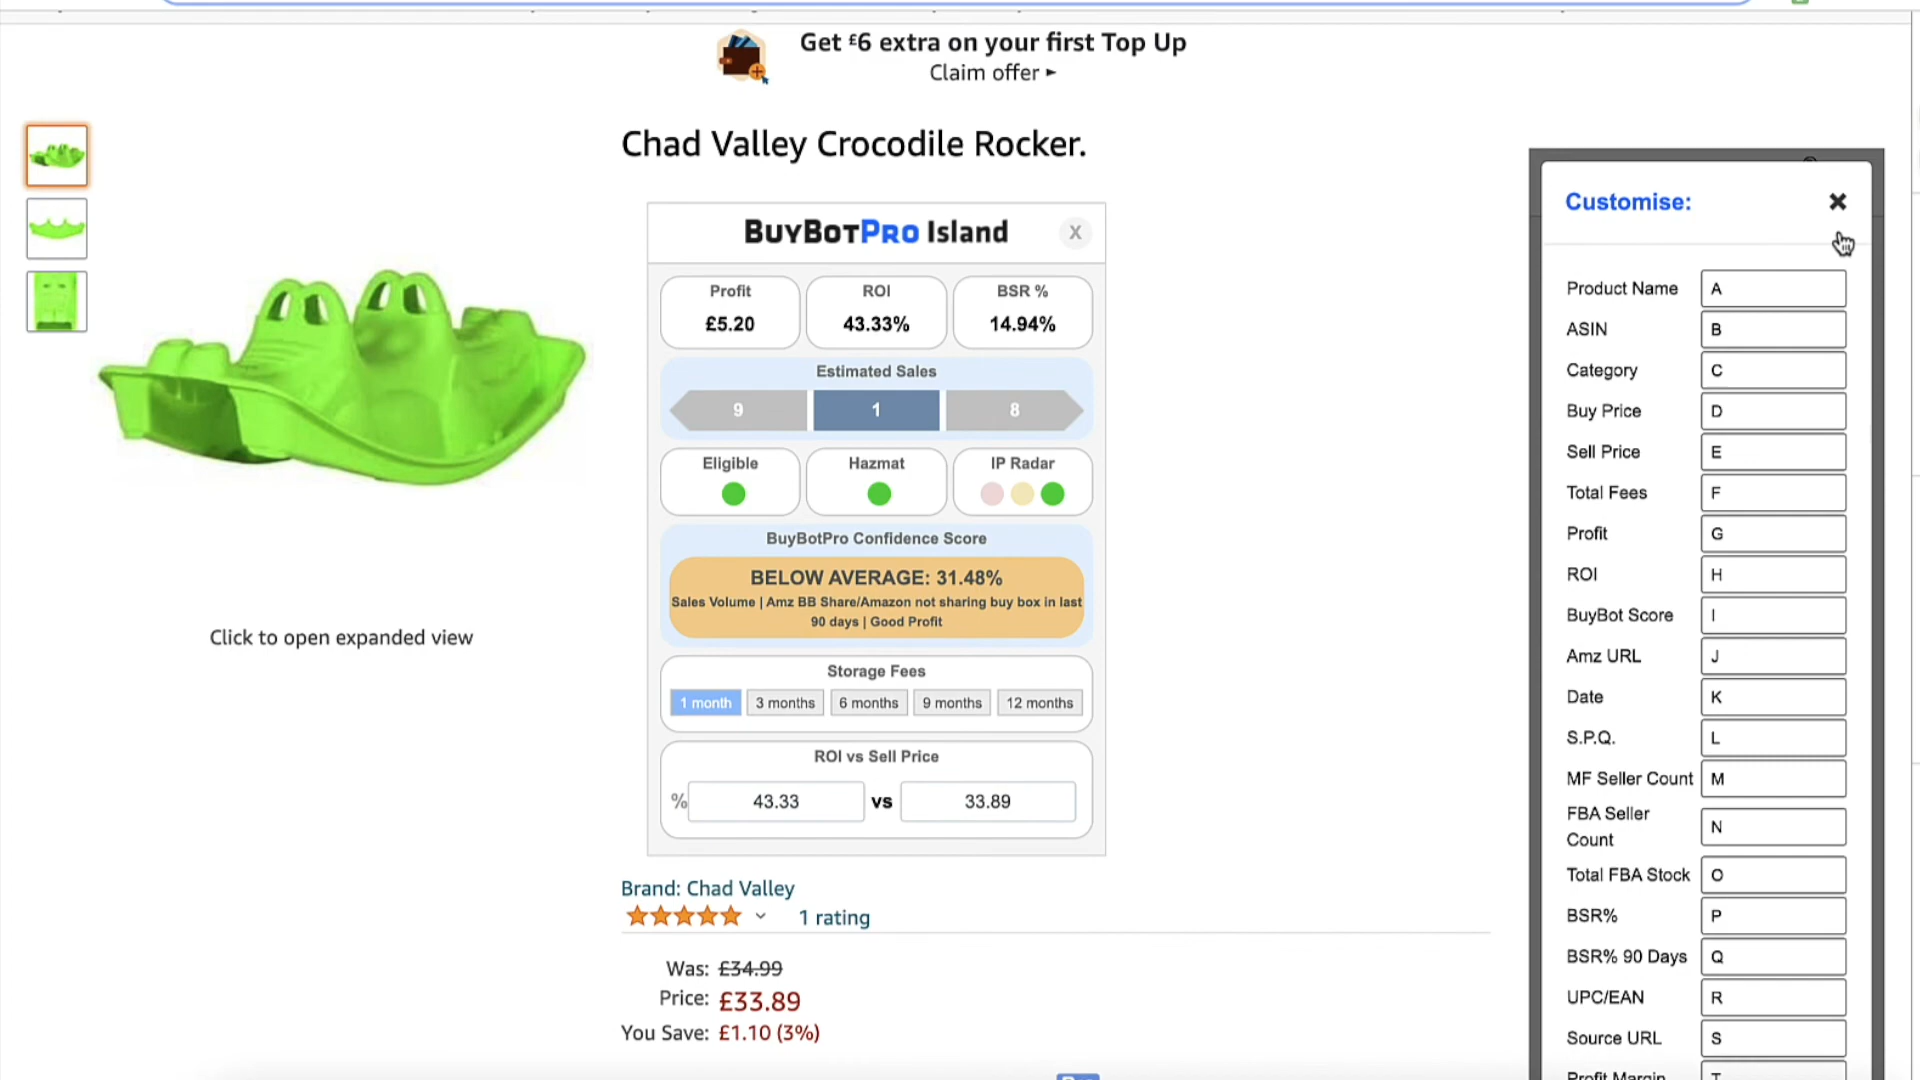 Get £6 extra on your first Top Up
Claim offer ►
Chad Valley Crocodile Rocker.
BuyBotPro Island
X
Profit
ROI
BSR %
£5.20
43.33%
14.94%
Estimated Sales
9
1
8
Eligible
Hazmat
IP Radar
BuyBotPro Confidence Score
BELOW AVERAGE: 31.48%
Sales Volume | Amz BB Share/Amazon not sharing buy box in last
90 days | Good Profit
Storage Fees
1 month
3 months
6 months
9 months
12 months
ROI vs Sell Price
% 43.33 vs 33.89
Click to open expanded view
Brand: Chad Valley
1 rating
Was: £34.99
Price: £33.89
You Save: £1.10 (3%)
Customise:
Product Name A
ASIN B
Category C
Buy Price D
Sell Price E
Total Fees F
Profit G
ROI H
BuyBot Score I
Amz URL J
Date K
S.P.Q. L
MF Seller Count M
FBA Seller
Count N
Total FBA Stock O
BSR% P
BSR% 90 Days Q
UPC/EAN R
Source URL S
Profit Margin T